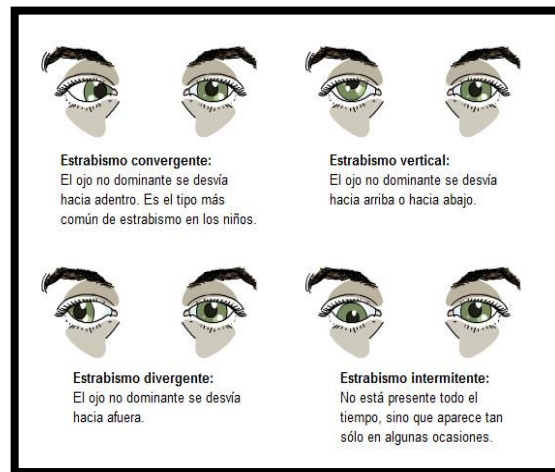 Estrabismo convergente:
El ojo no dominante se desvía
hacia adentro. Es el tipo más
común de estrabismo en los niños.
Estrabismo vertical:
El ojo no dominante se desvía
hacia arriba o hacia abajo.
Estrabismo divergente:
El ojo no dominante se desvía
hacia afuera.
Estrabismo intermitente:
No está presente todo el
tiempo, sino que aparece tan
sólo en algunas ocasiones.